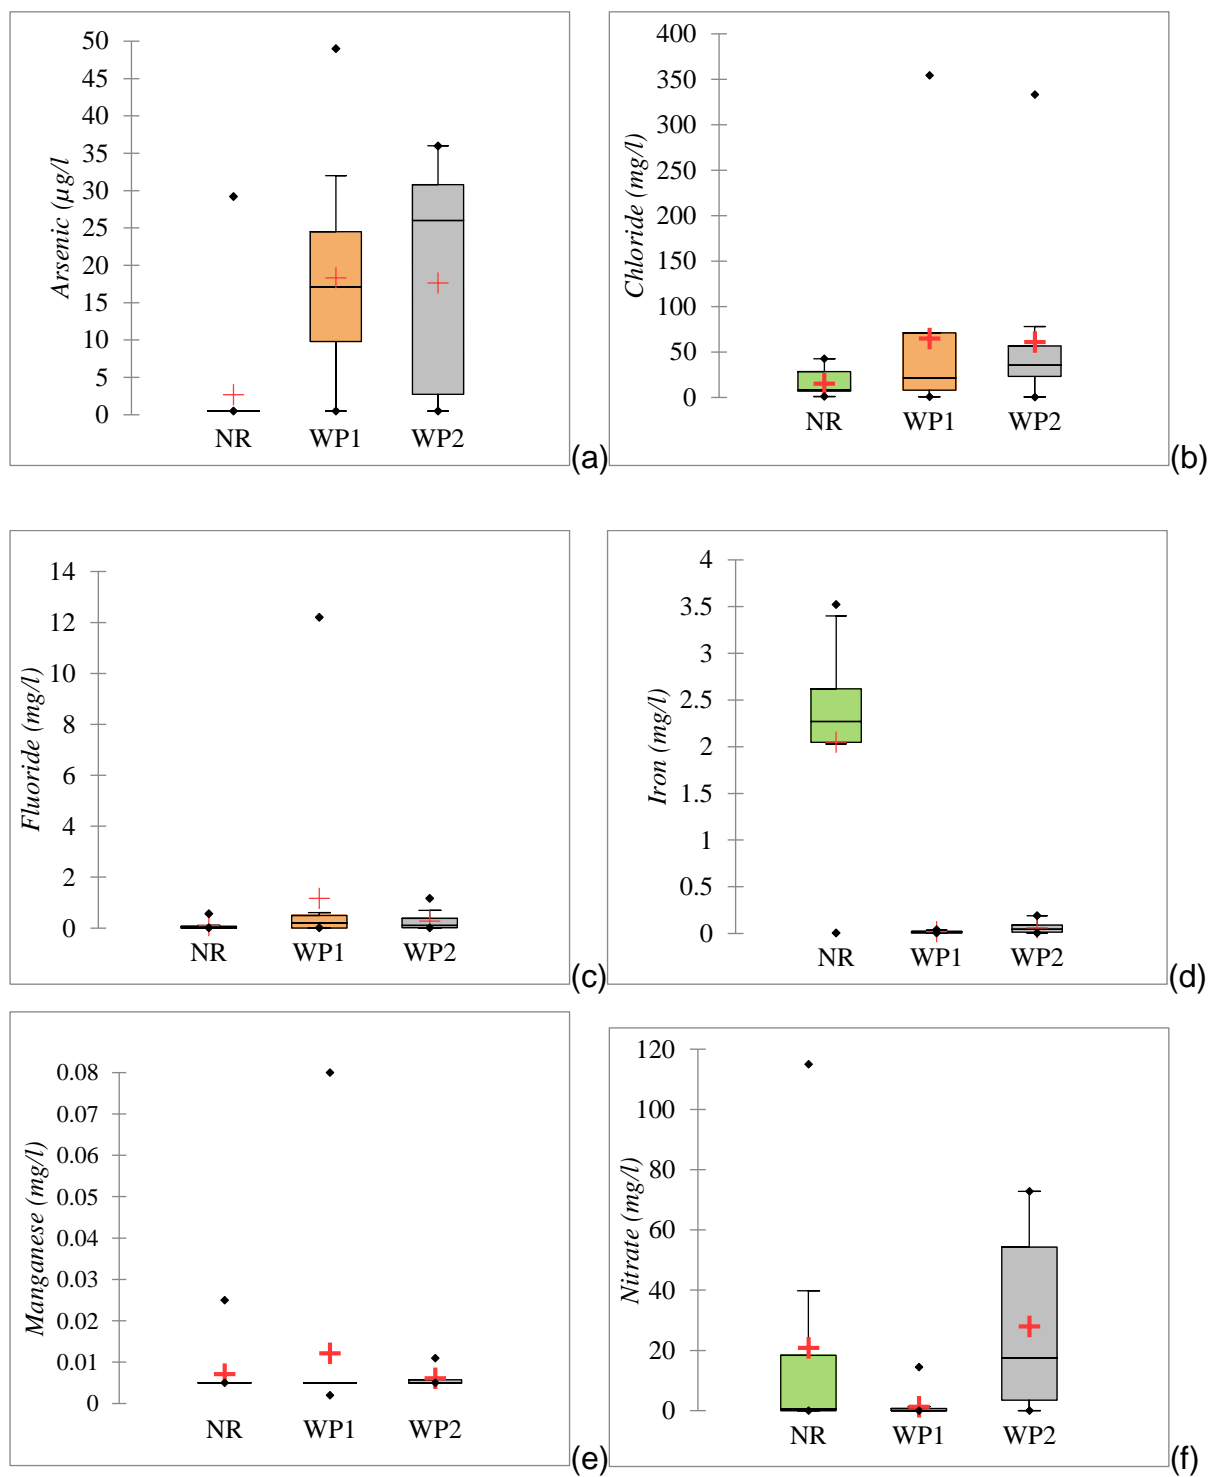 50
45
40
35
30
25
20
15
10
5
0
Arsenic (µg/l
NR WP1 WP2
(a)
400
350
300
250
200
150
100
50
0
Chloride (mg/l)
NR WP1 WP2
(b)
14
12
10
8
6
4
2
0
Fluoride (mg/l)
NR WP1 WP2
(c)
4
3.5
3
2.5
2
1.5
1
0.5
0
Iron (mg/l)
NR WP1 WP2
(d)
0.08
0.07
0.06
0.05
0.04
0.03
0.02
0.01
0
Manganese (mg/l)
NR WP1 WP2
(e)
120
100
80
60
40
20
0
Nitrate (mg/l)
NR WP1 WP2
(f)